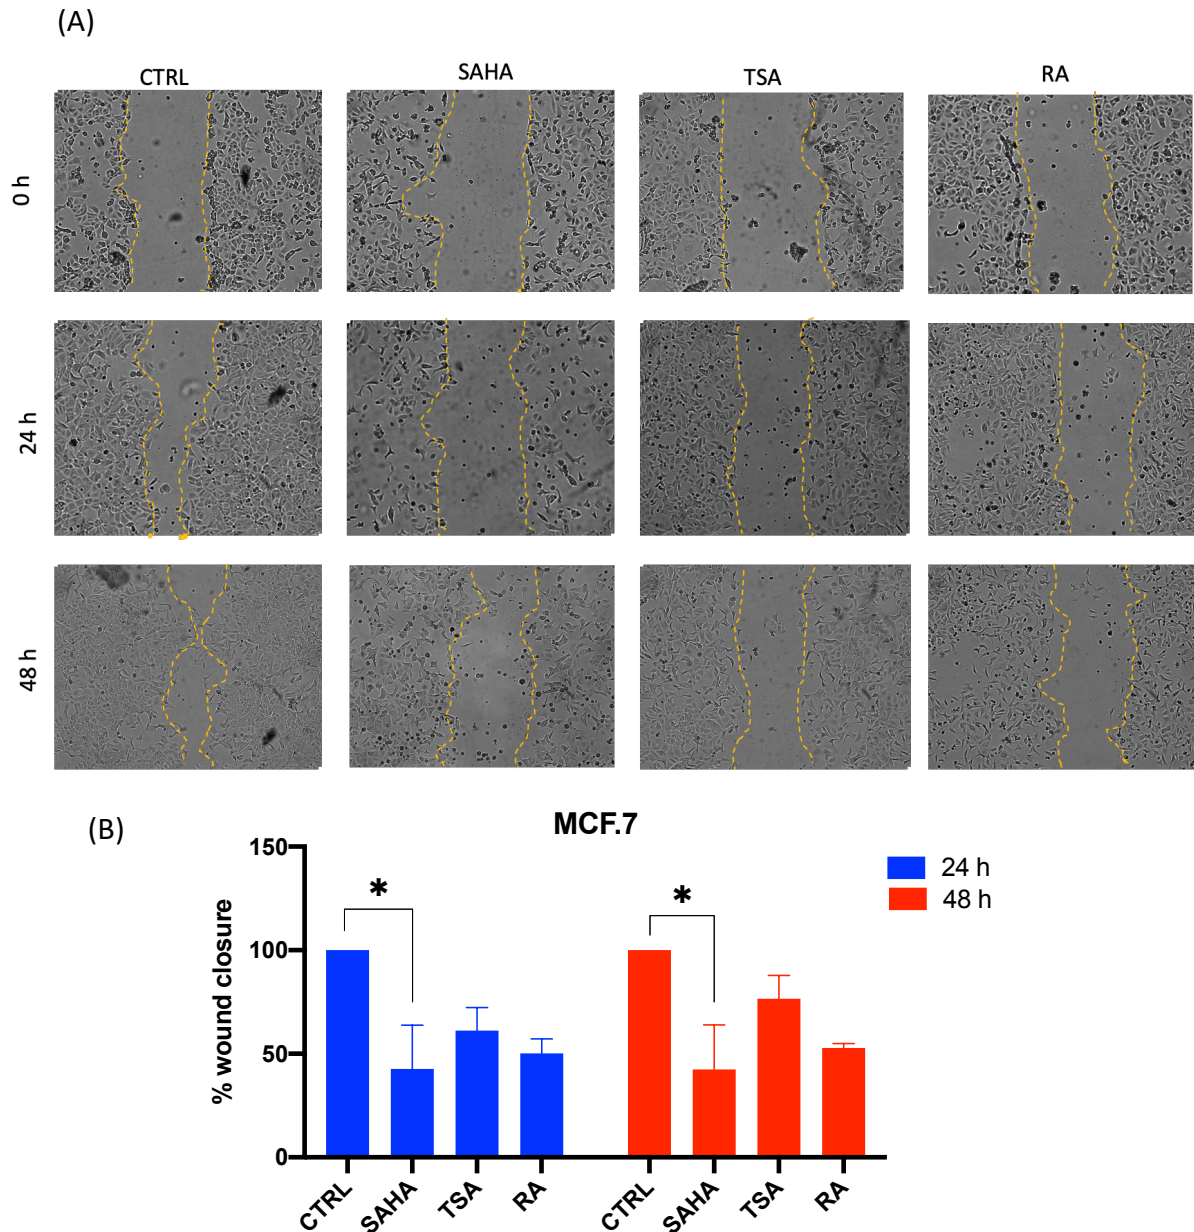 (A)
CTRL
SAHA
TSA
RA
0 h
24 h
48 h
(B)
MCF.7
% wound closure
150
100
50
0
*
*
24 h
48 h
CTRL
SAHA
TSA
RA
CTRL
SAHA
TSA
RA